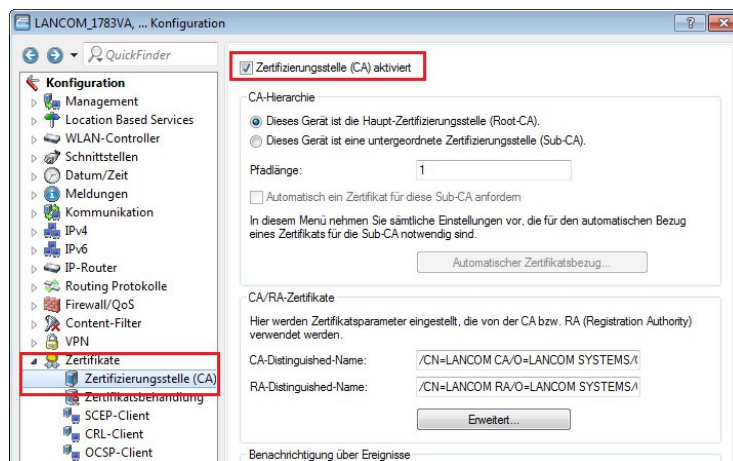 LANCOM_1783VA, ... Konfiguration
QuickFinder
Konfiguration
Management
Location Based Services
WLAN-Controller
Schnittstellen
Datum/Zeit
Meldungen
Kommunikation
IPv4
IPv6
IP-Router
Routing Protokolle
Firewall/QoS
Content-Filter
VPN
Zertifikate
Zertifizierungsstelle (CA)
Zertifikatsbehandlung
SCEP-Client
CRL-Client
OCSP-Client
Zertifizierungsstelle (CA) aktiviert
CA-Hierarchie
Dieses Gerät ist die Haupt-Zertifizierungsstelle (Root-CA).
Dieses Gerät ist eine untergeordnete Zertifizierungsstelle (Sub-CA).
Pfadlänge: 1
Automatisch ein Zertifikat für diese Sub-CA anfordern
In diesem Menü nehmen Sie sämtliche Einstellungen vor, die für den automatischen Bezug
eines Zertifikats für die Sub-CA notwendig sind.
Automatischer Zertifikatsbezug...
CA/RA-Zertifikate
Hier werden Zertifikatsparameter eingestellt, die von der CA bzw. RA (Registration Authority)
verwendet werden.
CA-Distinguished-Name: /CN=LANCOM CA/O=LANCOM SYSTEMS/
RA-Distinguished-Name: /CN=LANCOM RA/O=LANCOM SYSTEMS/
Erweitert...
Benachrichtigung über Ereignisse